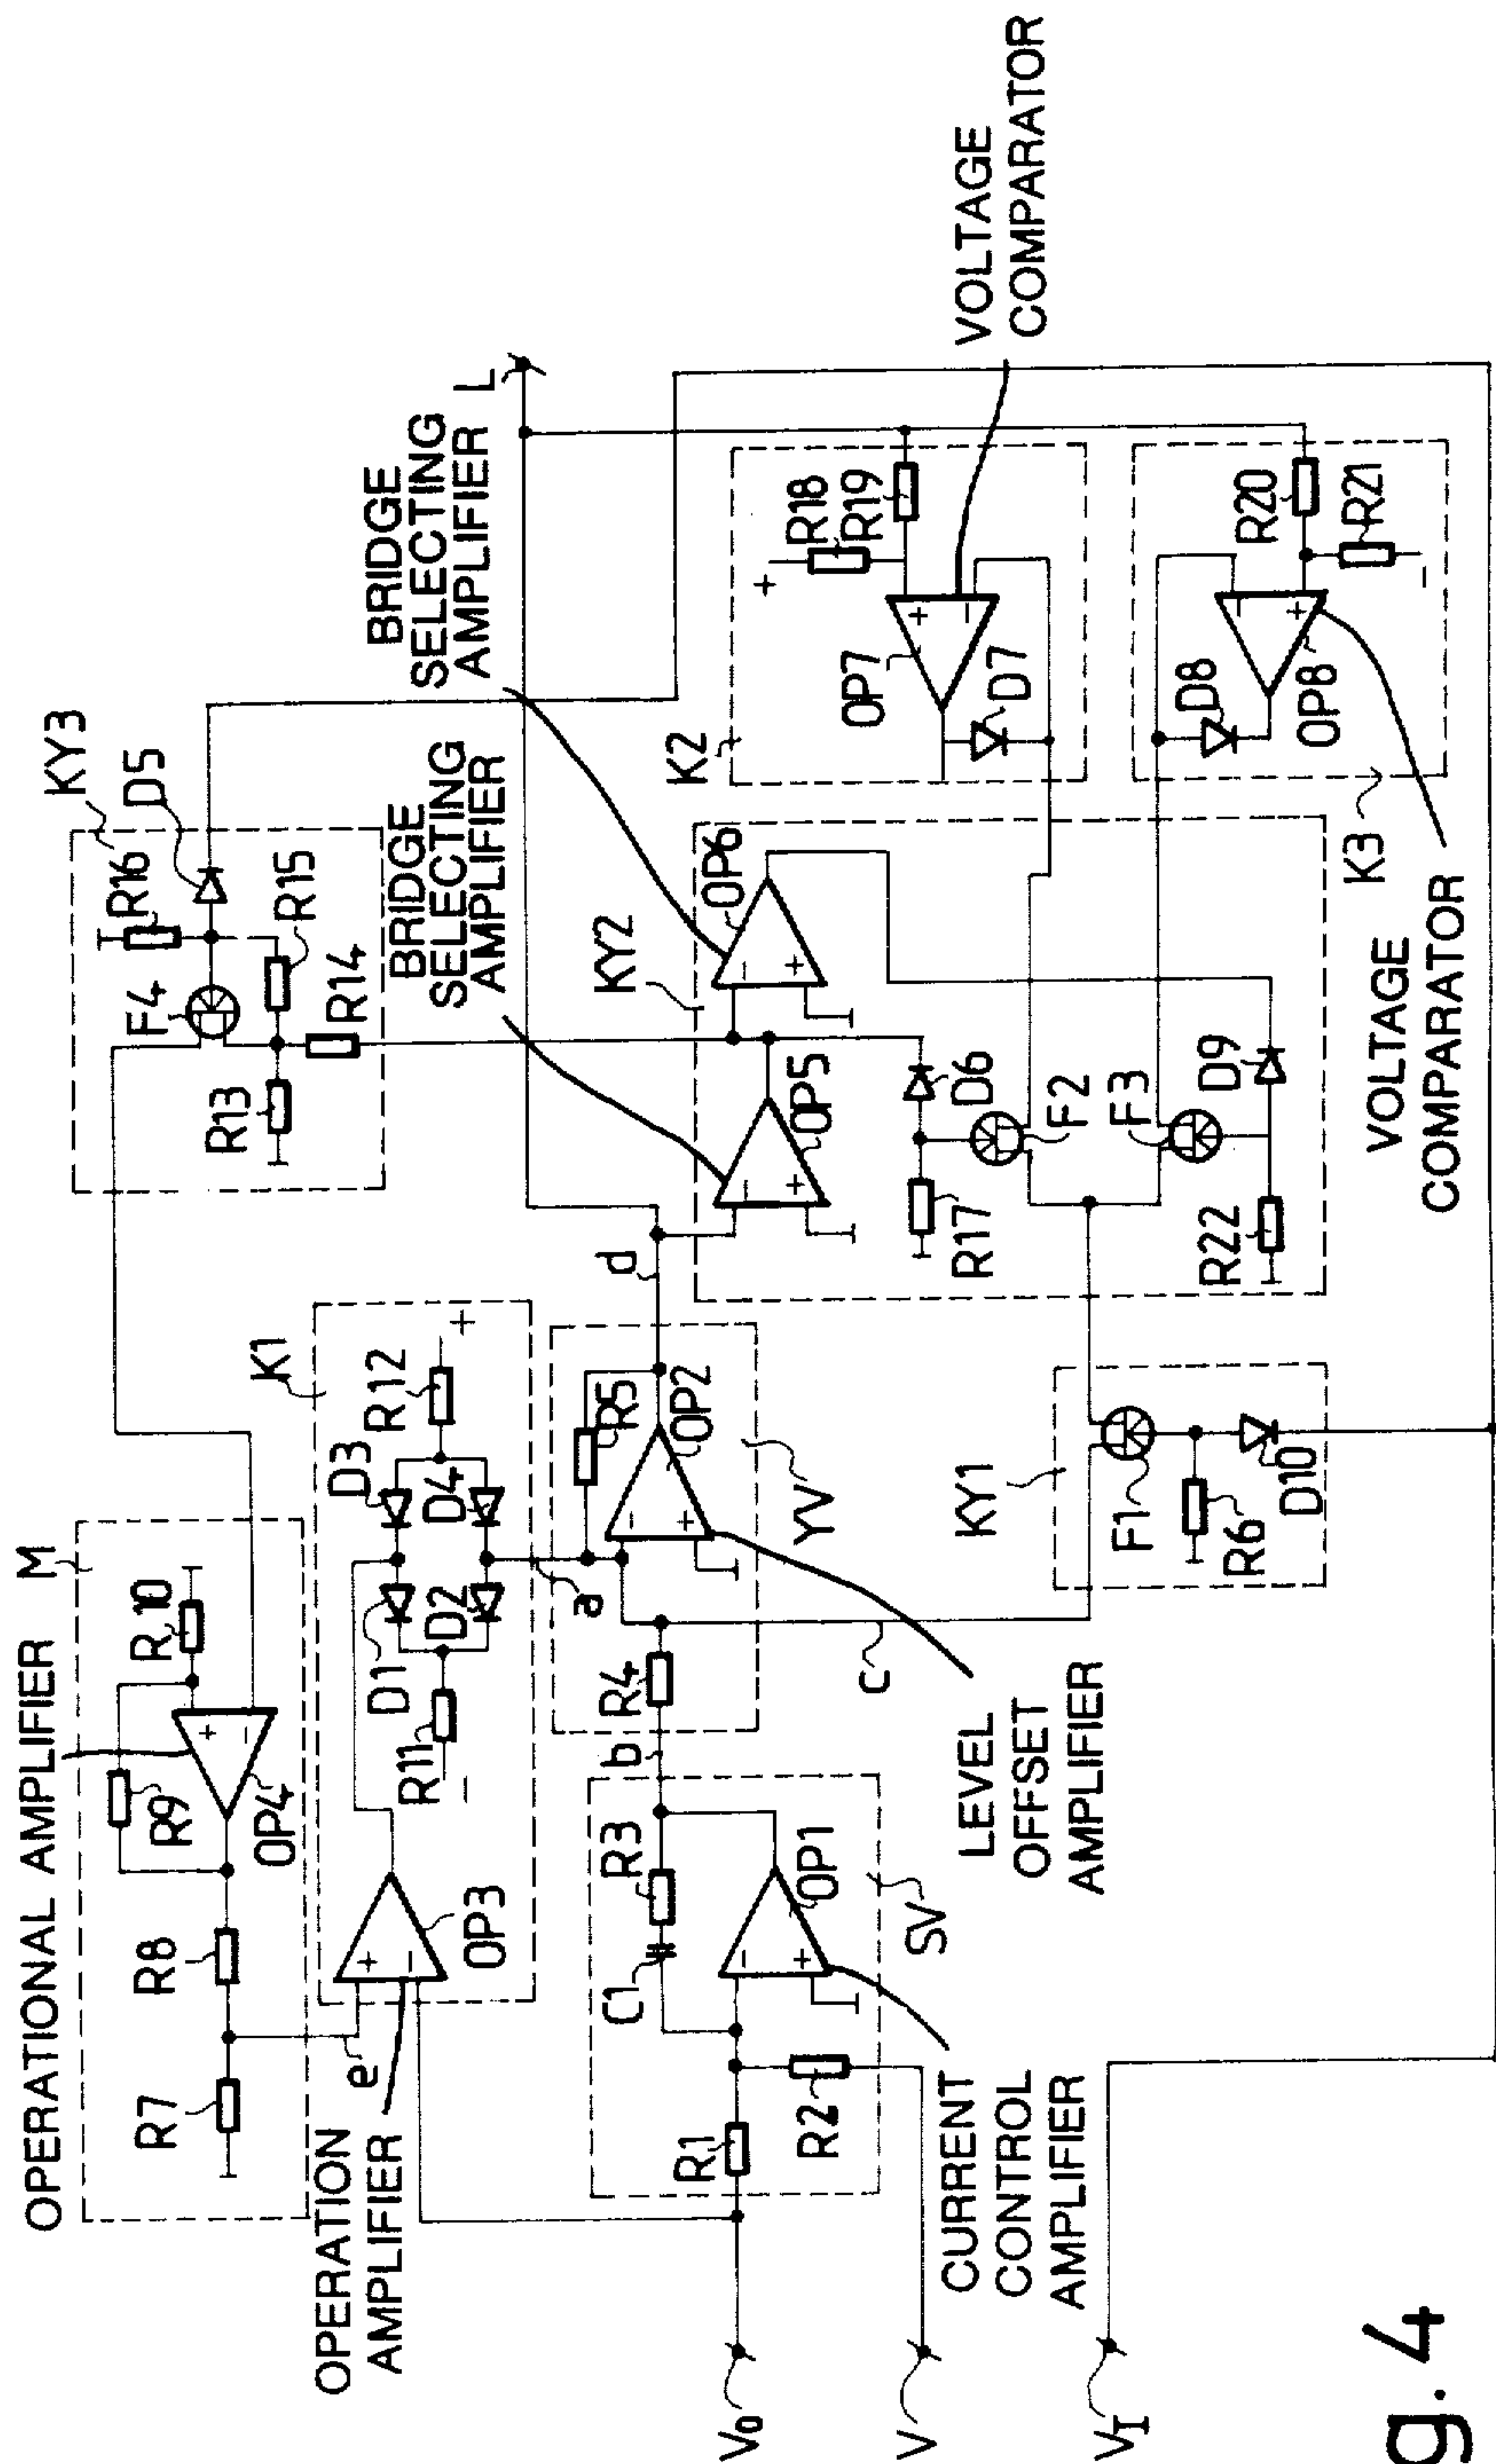 OPERATIONAL AMPLIFIER
M
R7
R8
R9
R10
OP4
+
−
e
OPERATION
AMPLIFIER
OP3
+
−
K1
D1
D2
D3
D4
R11
−
R12
+
KY3
F4
R13
R14
R15
R16
D5
BRIDGE
SELECTING
AMPLIFIER
BRIDGE
SELECTING
AMPLIFIER
L
V0
V
VI
R1
R2
C1
R3
OP1
−
+
SV
CURRENT
CONTROL
AMPLIFIER
b
R4
a
R5
OP2
−
+
YV
c
d
LEVEL
OFFSET
AMPLIFIER
KY1
F1
R6
D10
KY2
OP5
−
+
OP6
−
+
D6
R17
F2
F3
D9
R22
K2
OP7
+
−
D7
+
R18
R19
VOLTAGE
COMPARATOR
K3
D8
OP8
−
+
R20
R21
−
VOLTAGE
COMPARATOR
g. 4